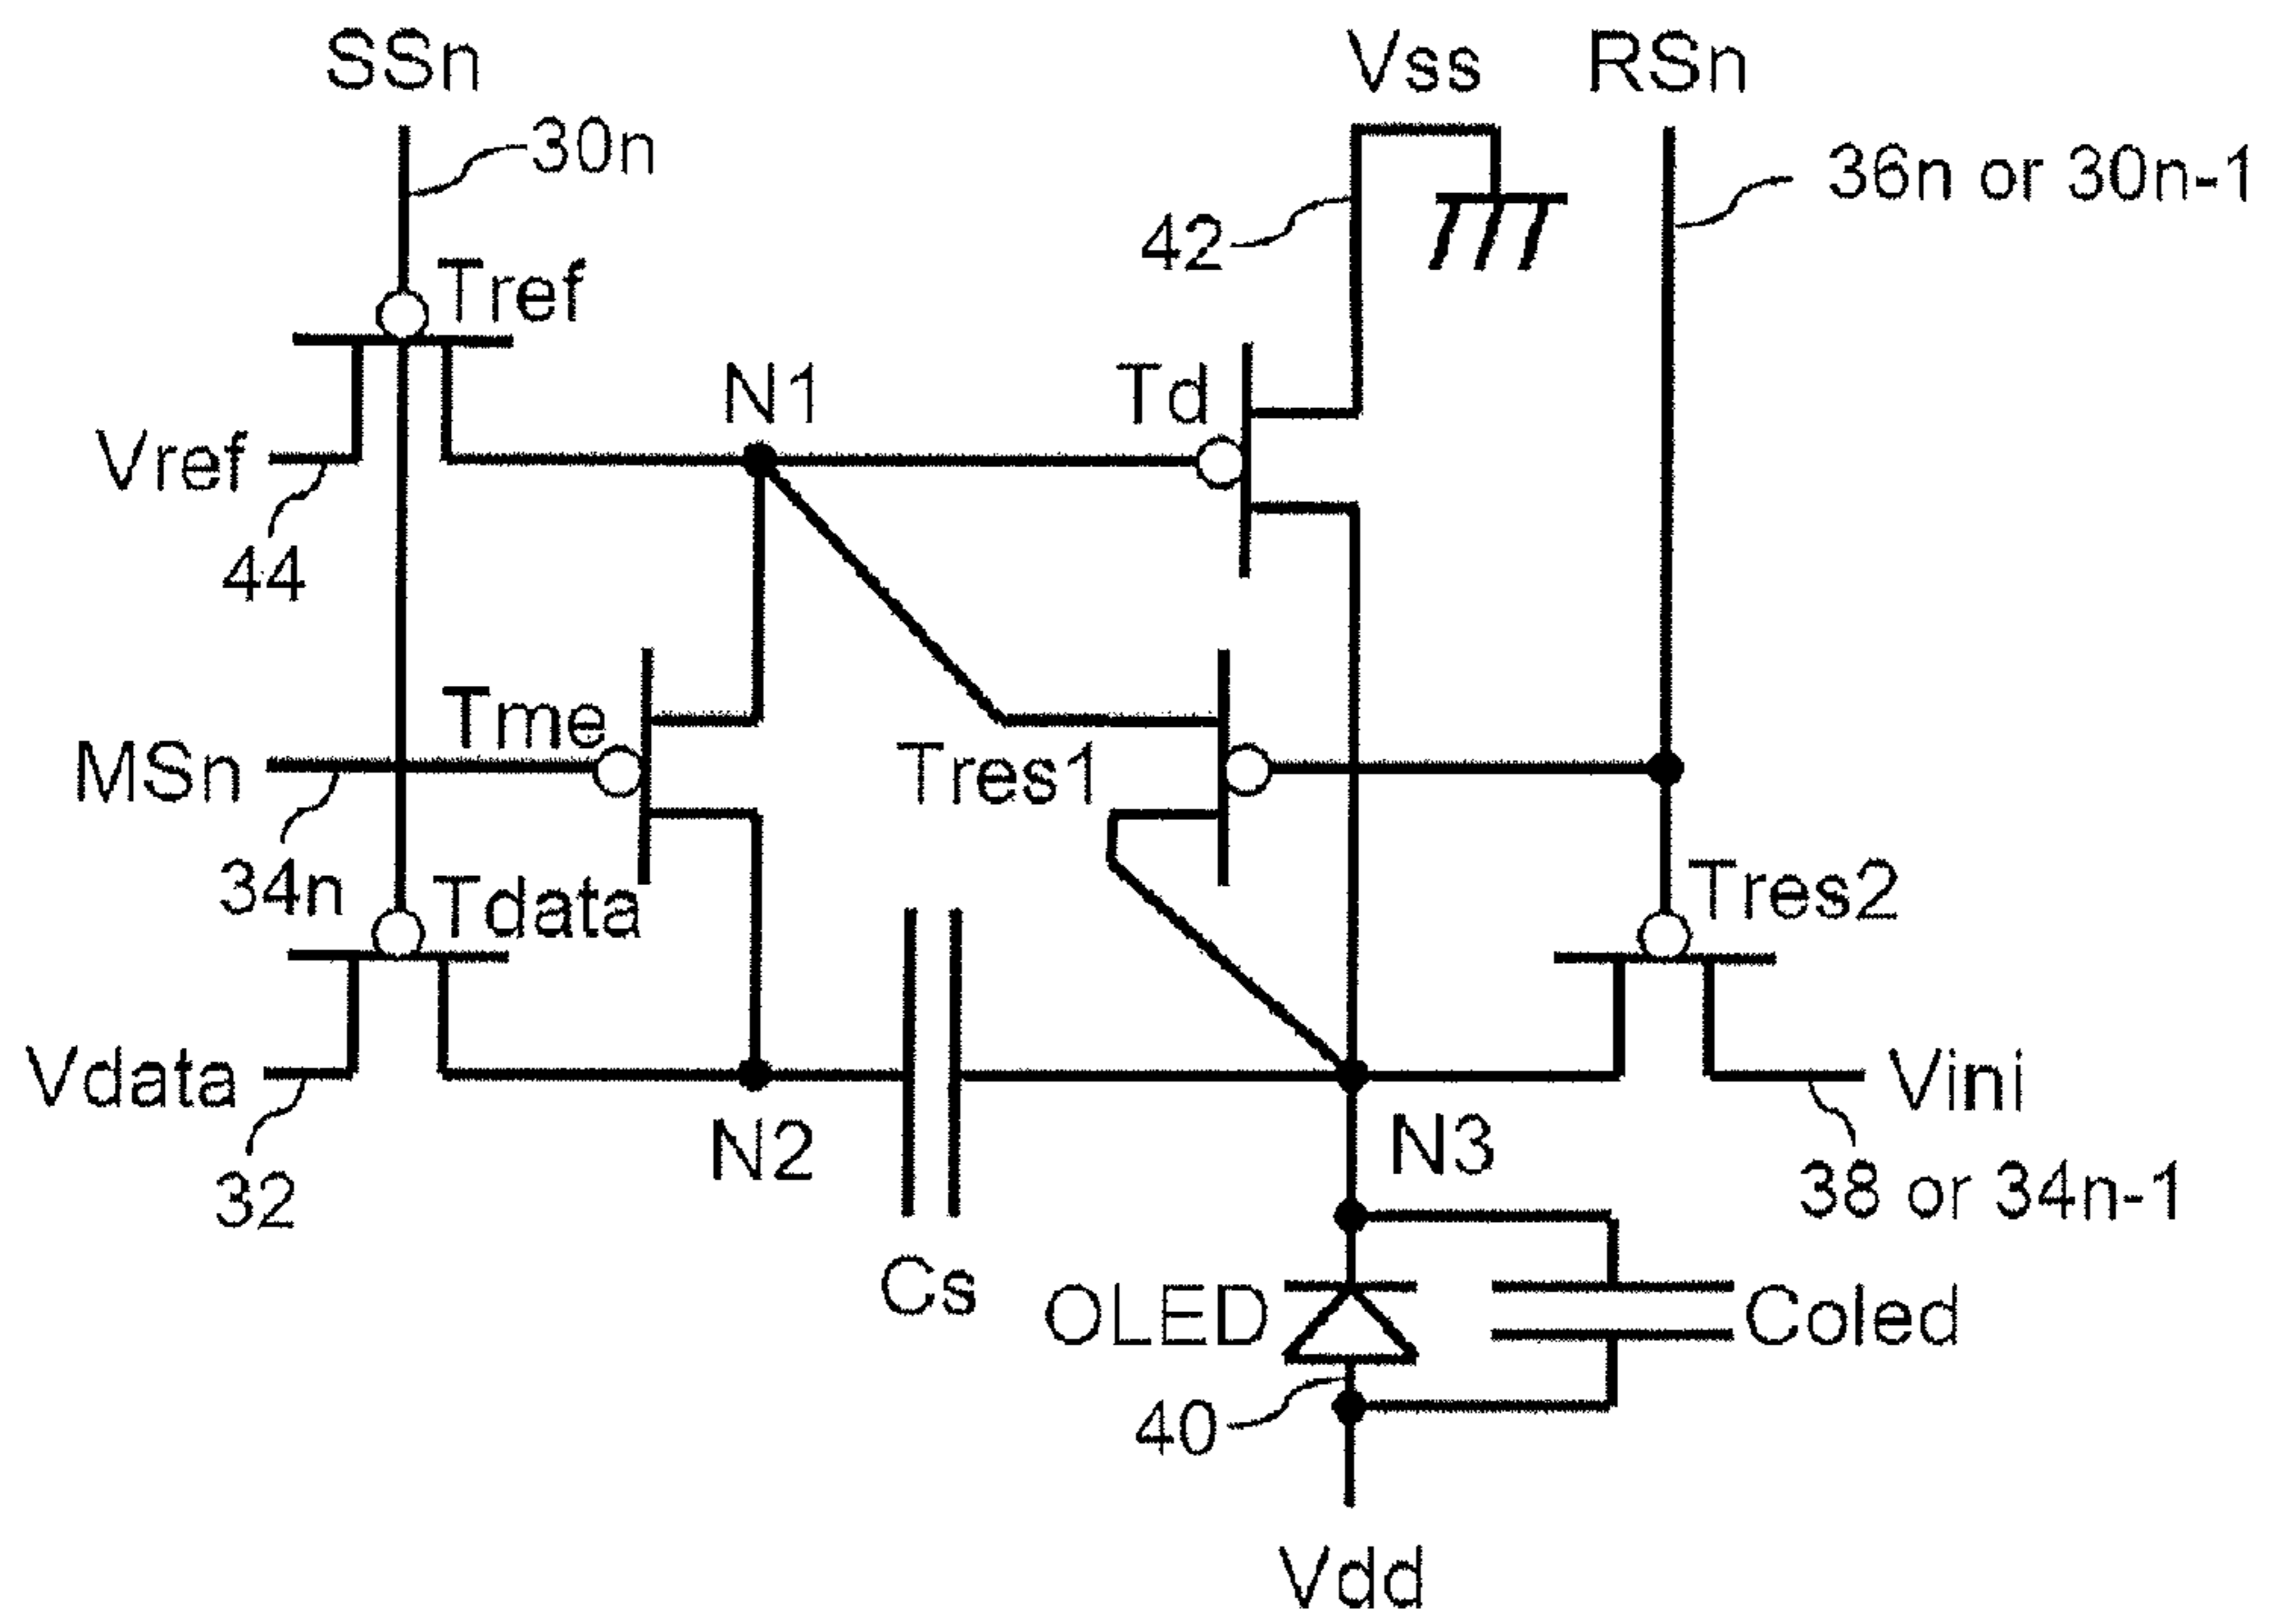 SSn
Vss
RSn
30n
36n or 30n-1
42
Tref
N1
Td
Vref
44
Tme
Tres1
MSn
34n
Tdata
Tres2
Vdata
Vini
N2
N3
32
38 or 34n-1
Cs
OLED
Coled
40
Vdd